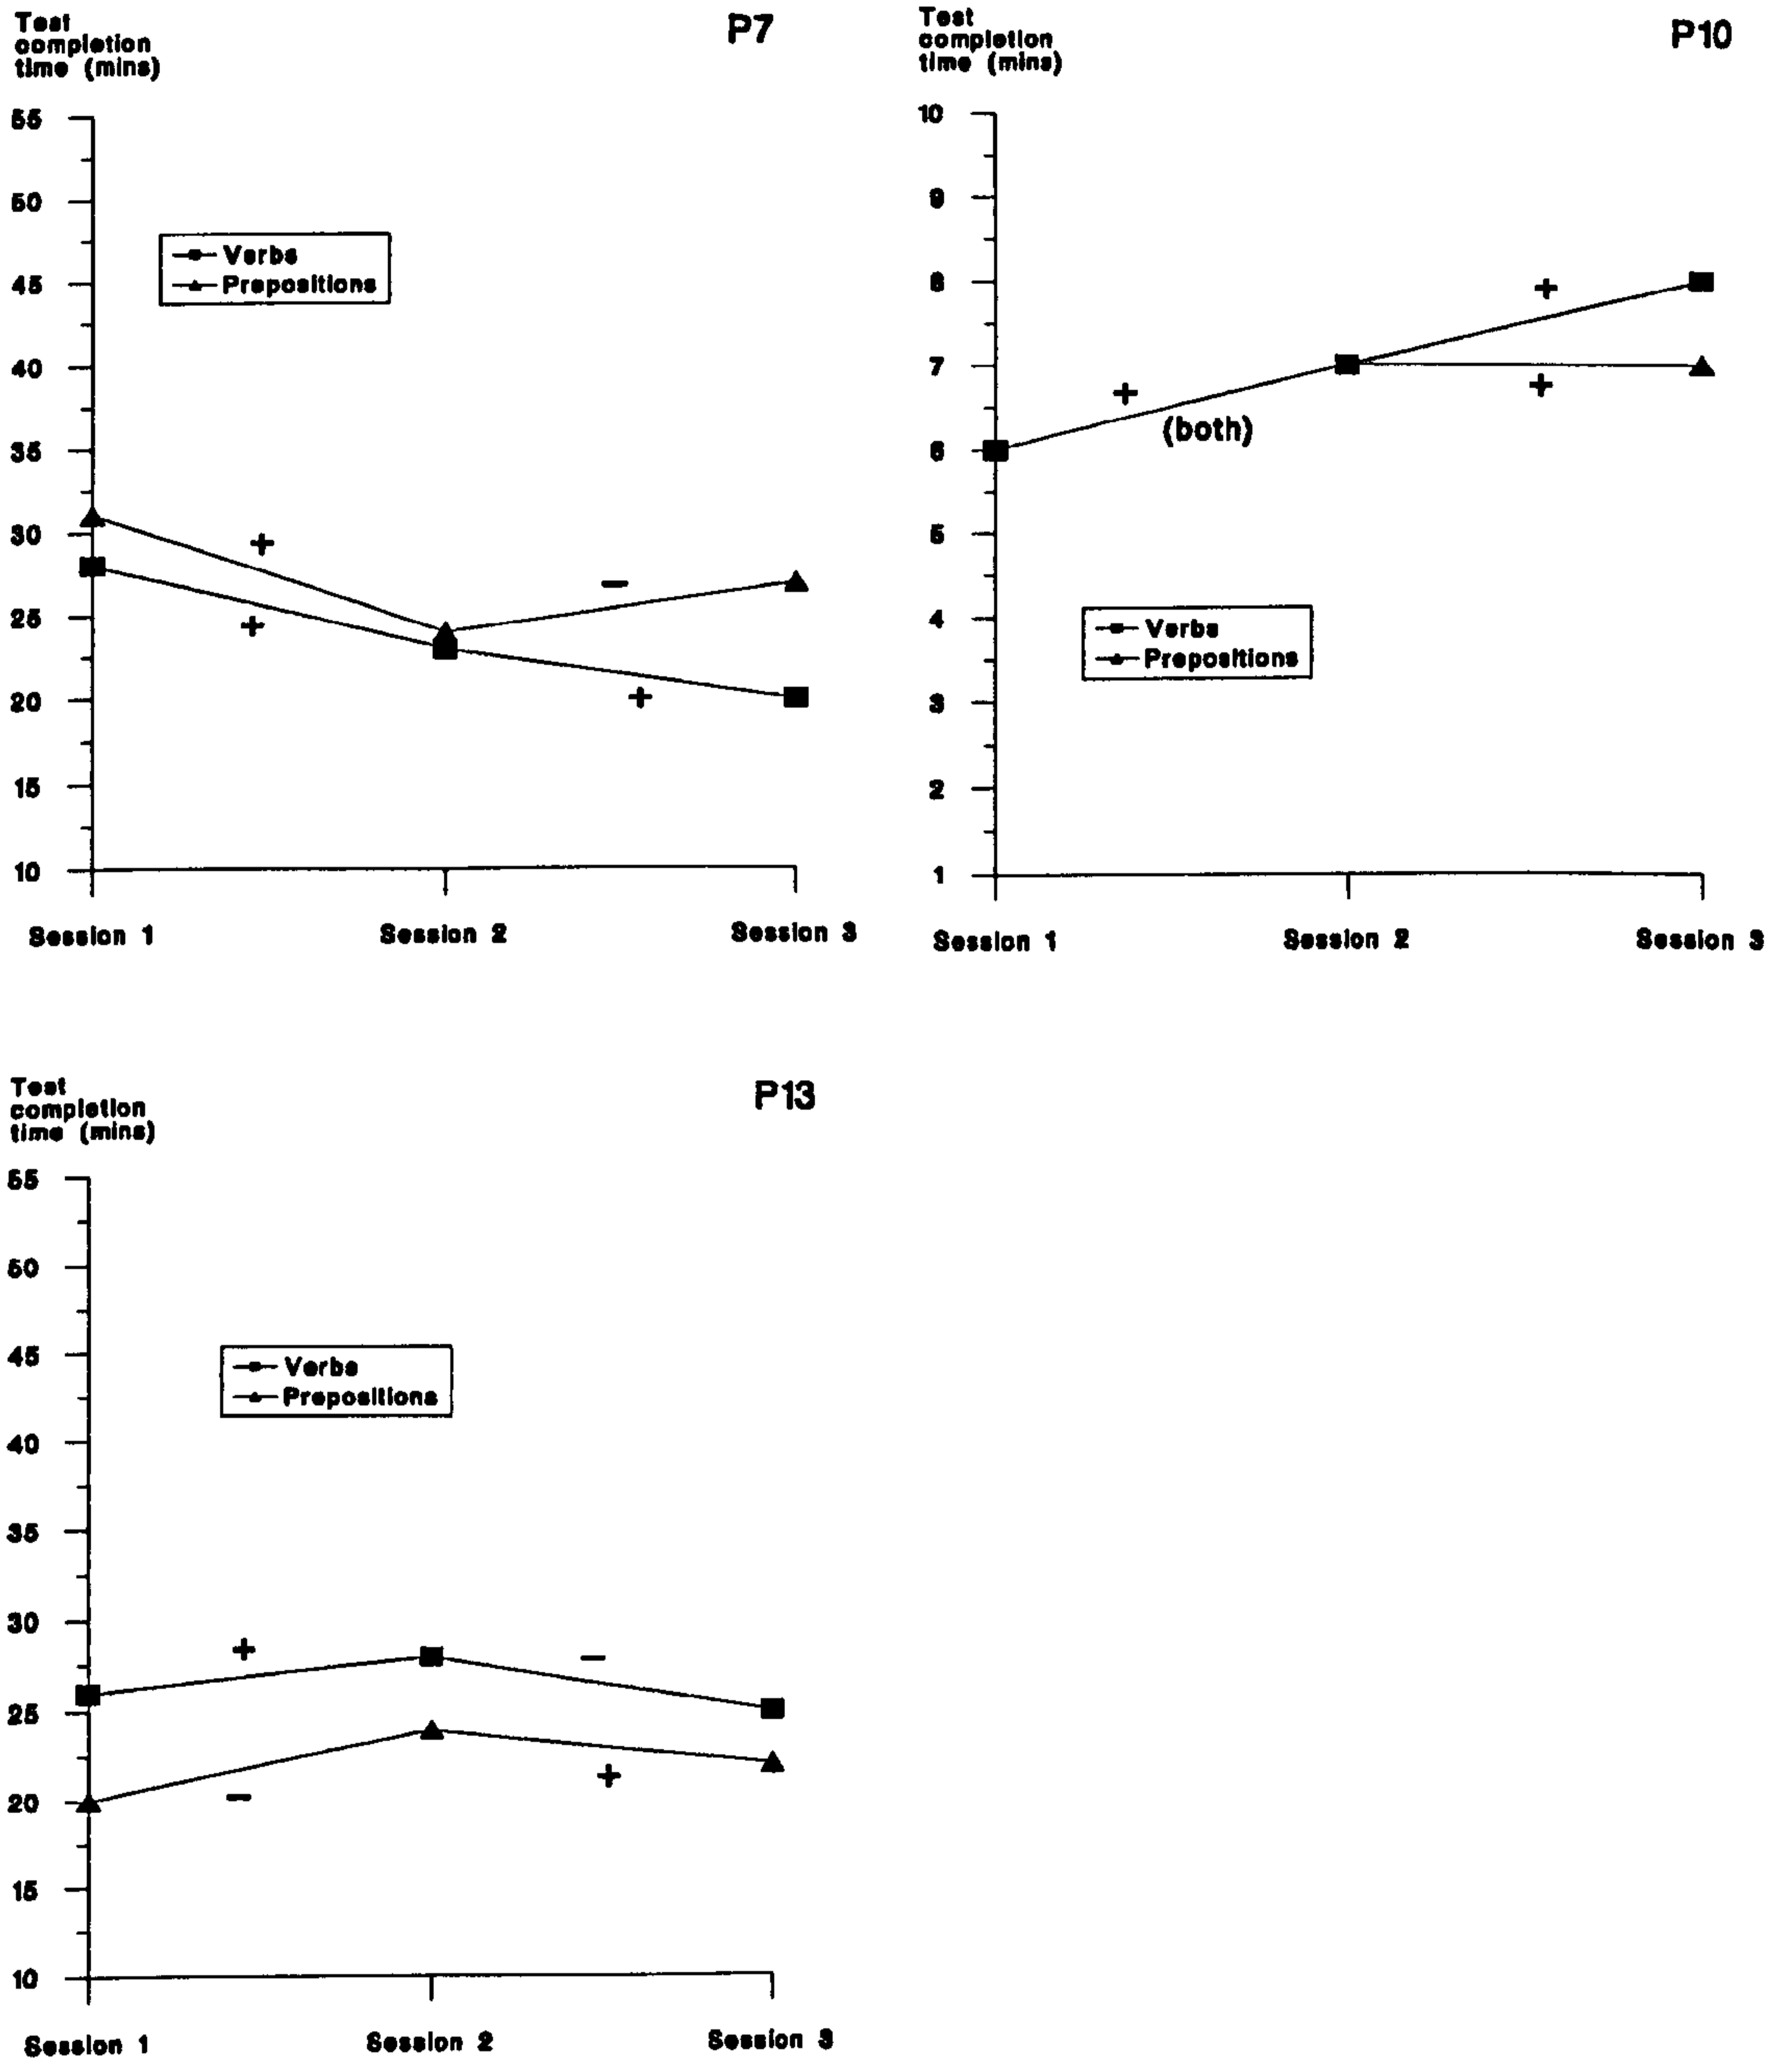 Test
completion
time (mins)
P7
55
50
45
40
35
30
25
20
15
10
Verbs
Prepositions
+
+
−
+
Session 1 Session 2 Session 3
Test
completion
time (mins)
P10
10
9
8
7
6
5
4
3
2
1
+
+
+
(both)
Verbs
Prepositions
Session 1 Session 2 Session 3
Test
completion
time (mins)
P13
55
50
45
40
35
30
25
20
15
10
Verbs
Prepositions
+
−
−
+
Session 1 Session 2 Session 3